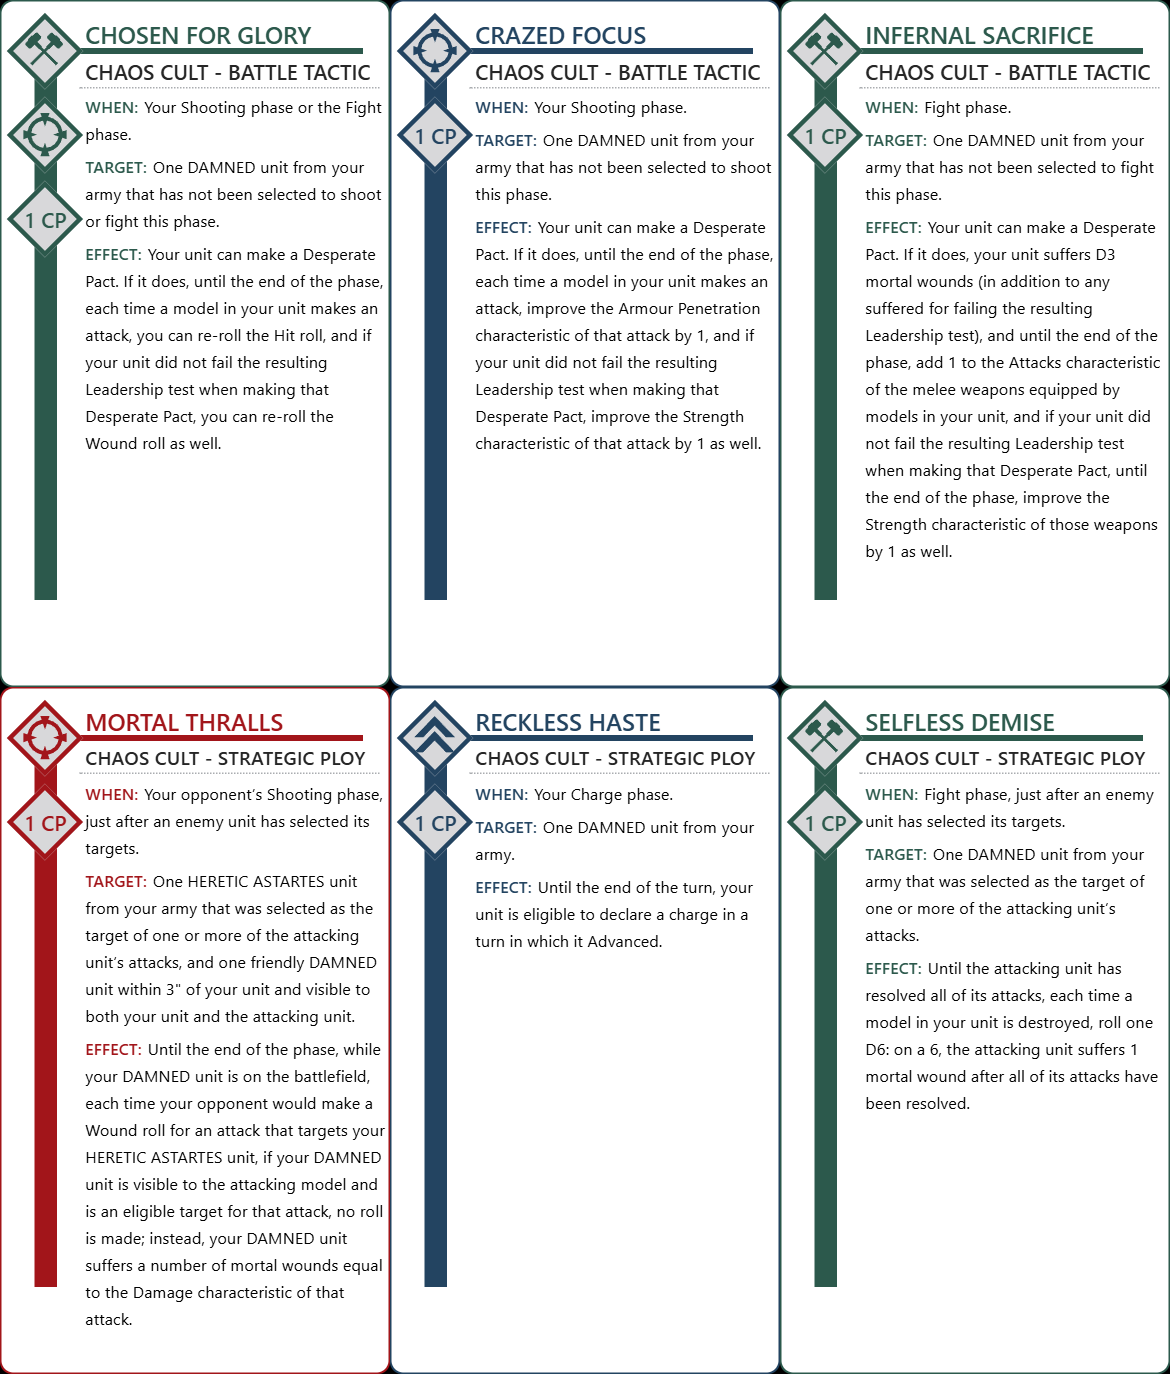 CHOSEN FOR GLORY
CHAOS CULT - BATTLE TACTIC
WHEN: Your Shooting phase or the Fight
phase.
TARGET: One DAMNED unit from your
army that has not been selected to shoot
or fight this phase.
1 CP
EFFECT: Your unit can make a Desperate
Pact. If it does, until the end of the phase,
each time a model in your unit makes an
attack, you can re-roll the Hit roll, and if
your unit did not fail the resulting
Leadership test when making that
Desperate Pact, you can re-roll the
Wound roll as well.
CRAZED FOCUS
CHAOS CULT - BATTLE TACTIC
WHEN: Your Shooting phase.
1 CP
TARGET: One DAMNED unit from your
army that has not been selected to shoot
this phase.
EFFECT: Your unit can make a Desperate
Pact. If it does, until the end of the phase,
each time a model in your unit makes an
attack, improve the Armour Penetration
characteristic of that attack by 1, and if
your unit did not fail the resulting
Leadership test when making that
Desperate Pact, improve the Strength
characteristic of that attack by 1 as well.
INFERNAL SACRIFICE
CHAOS CULT - BATTLE TACTIC
WHEN: Fight phase.
1 CP
TARGET: One DAMNED unit from your
army that has not been selected to fight
this phase.
EFFECT: Your unit can make a Desperate
Pact. If it does, your unit suffers D3
mortal wounds (in addition to any
suffered for failing the resulting
Leadership test), and until the end of the
phase, add 1 to the Attacks characteristic
of the melee weapons equipped by
models in your unit, and if your unit did
not fail the resulting Leadership test
when making that Desperate Pact, until
the end of the phase, improve the
Strength characteristic of those weapons
by 1 as well.
MORTAL THRALLS
CHAOS CULT - STRATEGIC PLOY
WHEN: Your opponent's Shooting phase,
1 CP
just after an enemy unit has selected its
targets.
TARGET: One HERETIC ASTARTES unit
from your army that was selected as the
target of one or more of the attacking
unit's attacks, and one friendly DAMNED
unit within 3" of your unit and visible to
both your unit and the attacking unit.
EFFECT: Until the end of the phase, while
your DAMNED unit is on the battlefield,
each time your opponent would make a
Wound roll for an attack that targets your
HERETIC ASTARTES unit, if your DAMNED
unit is visible to the attacking model and
is an eligible target for that attack, no roll
is made; instead, your DAMNED unit
suffers a number of mortal wounds equal
to the Damage characteristic of that
attack.
RECKLESS HASTE
CHAOS CULT - STRATEGIC PLOY
WHEN: Your Charge phase.
1 CP
TARGET: One DAMNED unit from your
army.
EFFECT: Until the end of the turn, your
unit is eligible to declare a charge in a
turn in which it Advanced.
SELFLESS DEMISE
CHAOS CULT - STRATEGIC PLOY
WHEN: Fight phase, just after an enemy
1 CP
unit has selected its targets.
TARGET: One DAMNED unit from your
army that was selected as the target of
one or more of the attacking unit's
attacks.
EFFECT: Until the attacking unit has
resolved all of its attacks, each time a
model in your unit is destroyed, roll one
D6: on a 6, the attacking unit suffers 1
mortal wound after all of its attacks have
been resolved.